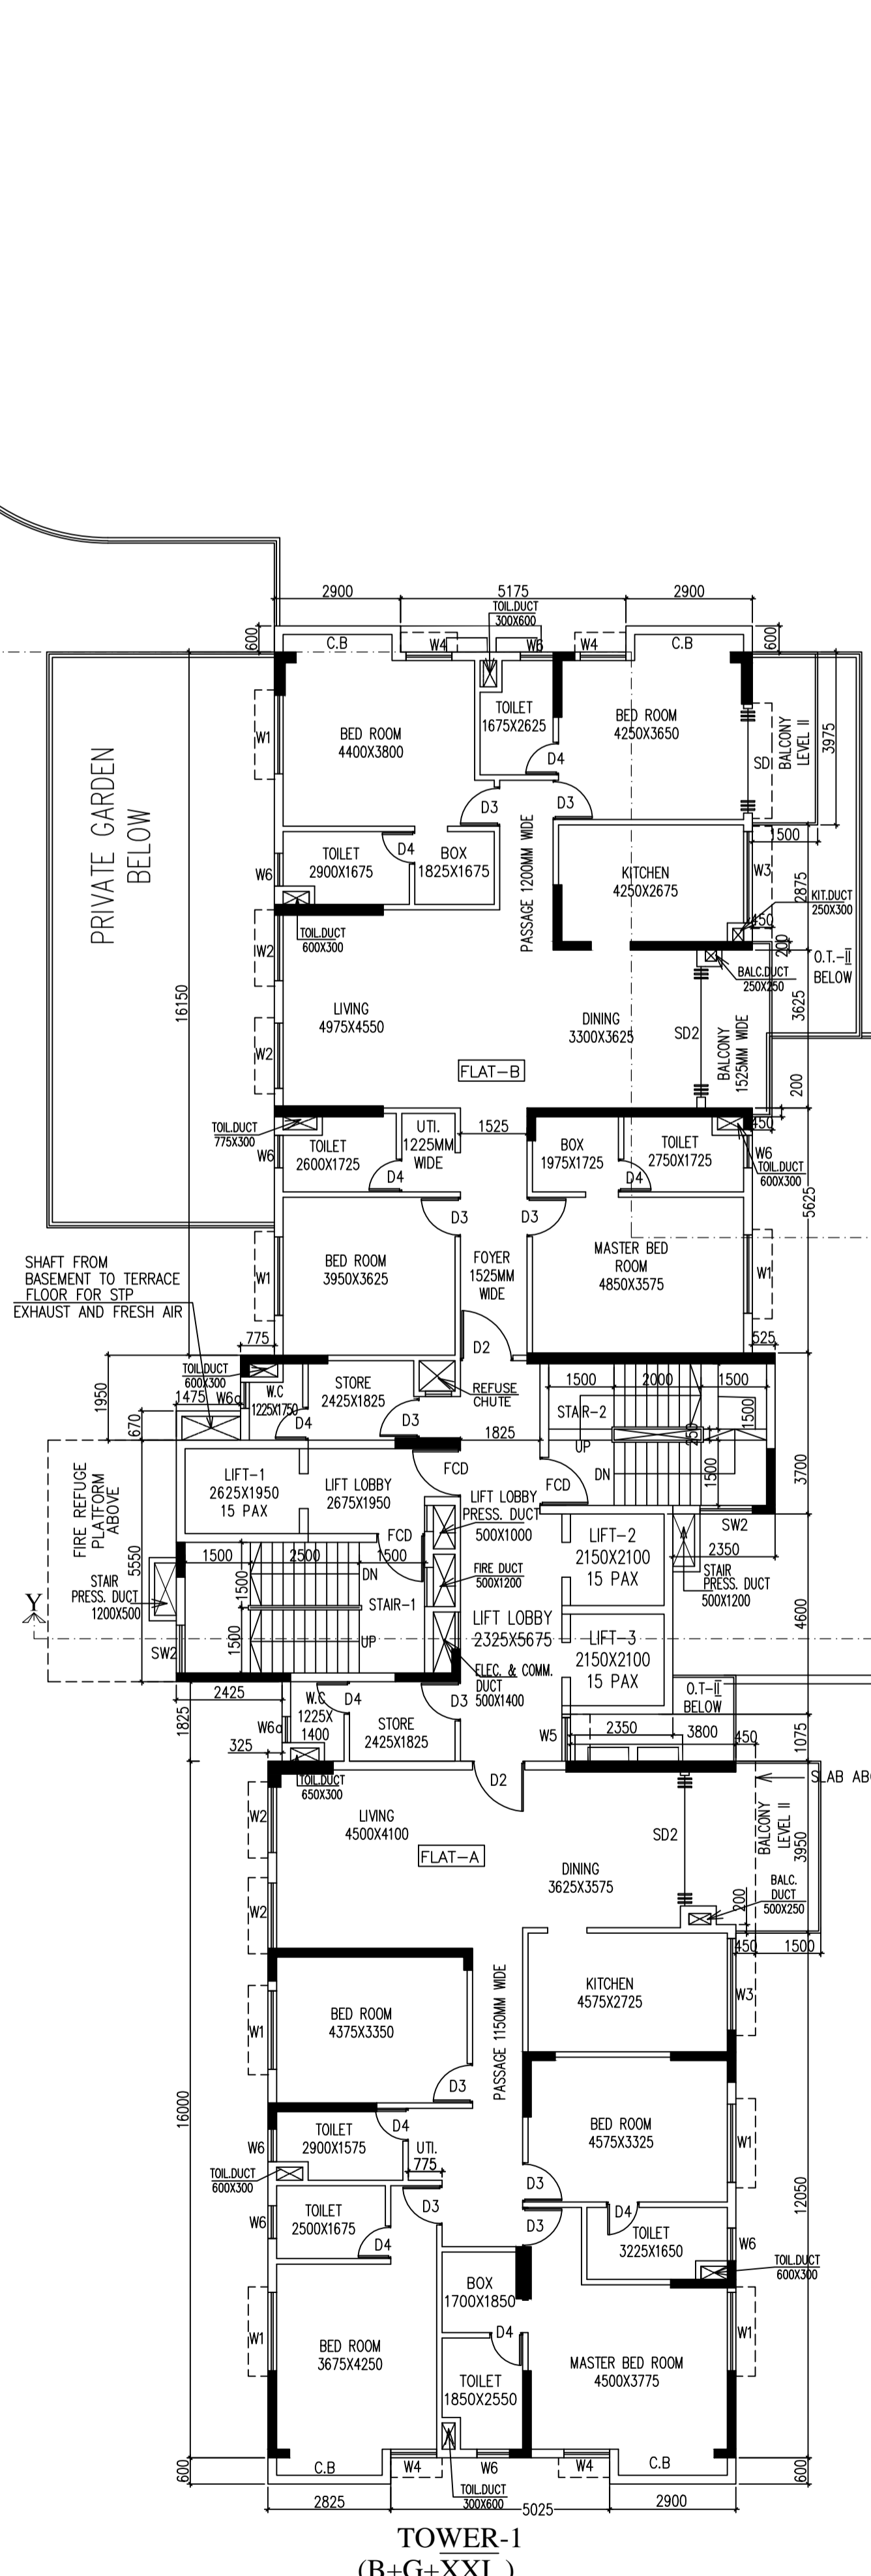 2900
5175
2900
TOIL.DUCT
300X600
600
C.B
W4
W6
W4
C.B
600
TOILET
1675X2625
BED ROOM
4400X3800
BED ROOM
4250X3650
W1
D4
SD
BALCONY
LEVEL II
3975
PRIVATE GARDEN
BELOW
D3
D3
PASSAGE 1200MM WIDE
1500
TOILET
2900X1675
D4
BOX
1825X1675
W6
KITCHEN
4250X2675
W3
2875
KIT.DUCT
250X300
TOIL.DUCT
600X300
450
200
W2
BALC.DUCT
250X250
O.T.-II
BELOW
16150
LIVING
4975X4550
DINING
3300X3625
SD2
BALCONY
1525MM WIDE
3625
W2
FLAT-B
200
TOIL.DUCT
775X300
450
W6
TOILET
2600X1725
UTI.
1225MM
WIDE
1525
BOX
1975X1725
TOILET
2750X1725
W6
TOIL.DUCT
600X300
D4
D4
5625
D3
D3
SHAFT FROM
BASEMENT TO TERRACE
FLOOR FOR STP
EXHAUST AND FRESH AIR
W1
BED ROOM
3950X3625
FOYER
1525MM
WIDE
MASTER BED
ROOM
4850X3575
W1
775
D2
525
TOIL.DUCT
600X300
1950
1475
W6a
W.C
1225X1750
STORE
2425X1825
REFUSE
CHUTE
1500
2000
1500
D4
D3
STAIR-2
1500
670
1825
250
UP
FCD
FCD
DN
1500
3700
FIRE REFUGE
PLATFORM
ABOVE
LIFT-1
2625X1950
15 PAX
LIFT LOBBY
2675X1950
LIFT LOBBY
PRESS. DUCT
500X1000
SW2
5550
FCD
LIFT-2
2150X2100
15 PAX
2350
1500
2500
1500
STAIR
PRESS. DUCT
1200X500
1500
DN
FIRE DUCT
500X1200
STAIR
PRESS. DUCT
500X1200
Y
STAIR-1
1500
UP
LIFT LOBBY
2325X5675
LIFT-3
2150X2100
15 PAX
4600
SW2
ELEC. & COMM.
DUCT
500X1400
O.T-II
BELOW
2425
W.C
1225X
1400
D4
D3
1825
W6a
STORE
2425X1825
W5
2350
3800
450
1075
325
TOIL.DUCT
650X300
D2
SLAB ABO
LIVING
4500X4100
W2
SD2
BALCONY
LEVEL II
3950
FLAT-A
DINING
3625X3575
BALC.
DUCT
500X250
W2
200
450
1500
PASSAGE 1150MM WIDE
KITCHEN
4575X2725
W3
BED ROOM
4375X3350
W1
D3
16000
TOILET
2900X1575
D4
UTI.
775
BED ROOM
4575X3325
W1
W6
TOIL.DUCT
600X300
D3
12050
W6
TOILET
2500X1675
D3
D3
D4
TOILET
3225X1650
W6
D4
TOIL.DUCT
600X300
BOX
1700X1850
D4
W1
BED ROOM
3675X4250
MASTER BED ROOM
4500X3775
W1
TOILET
1850X2550
600
C.B
W4
W6
W4
C.B
600
TOIL.DUCT
300X600
2825
5025
2900
TOWER-1
(B+G+XXL )